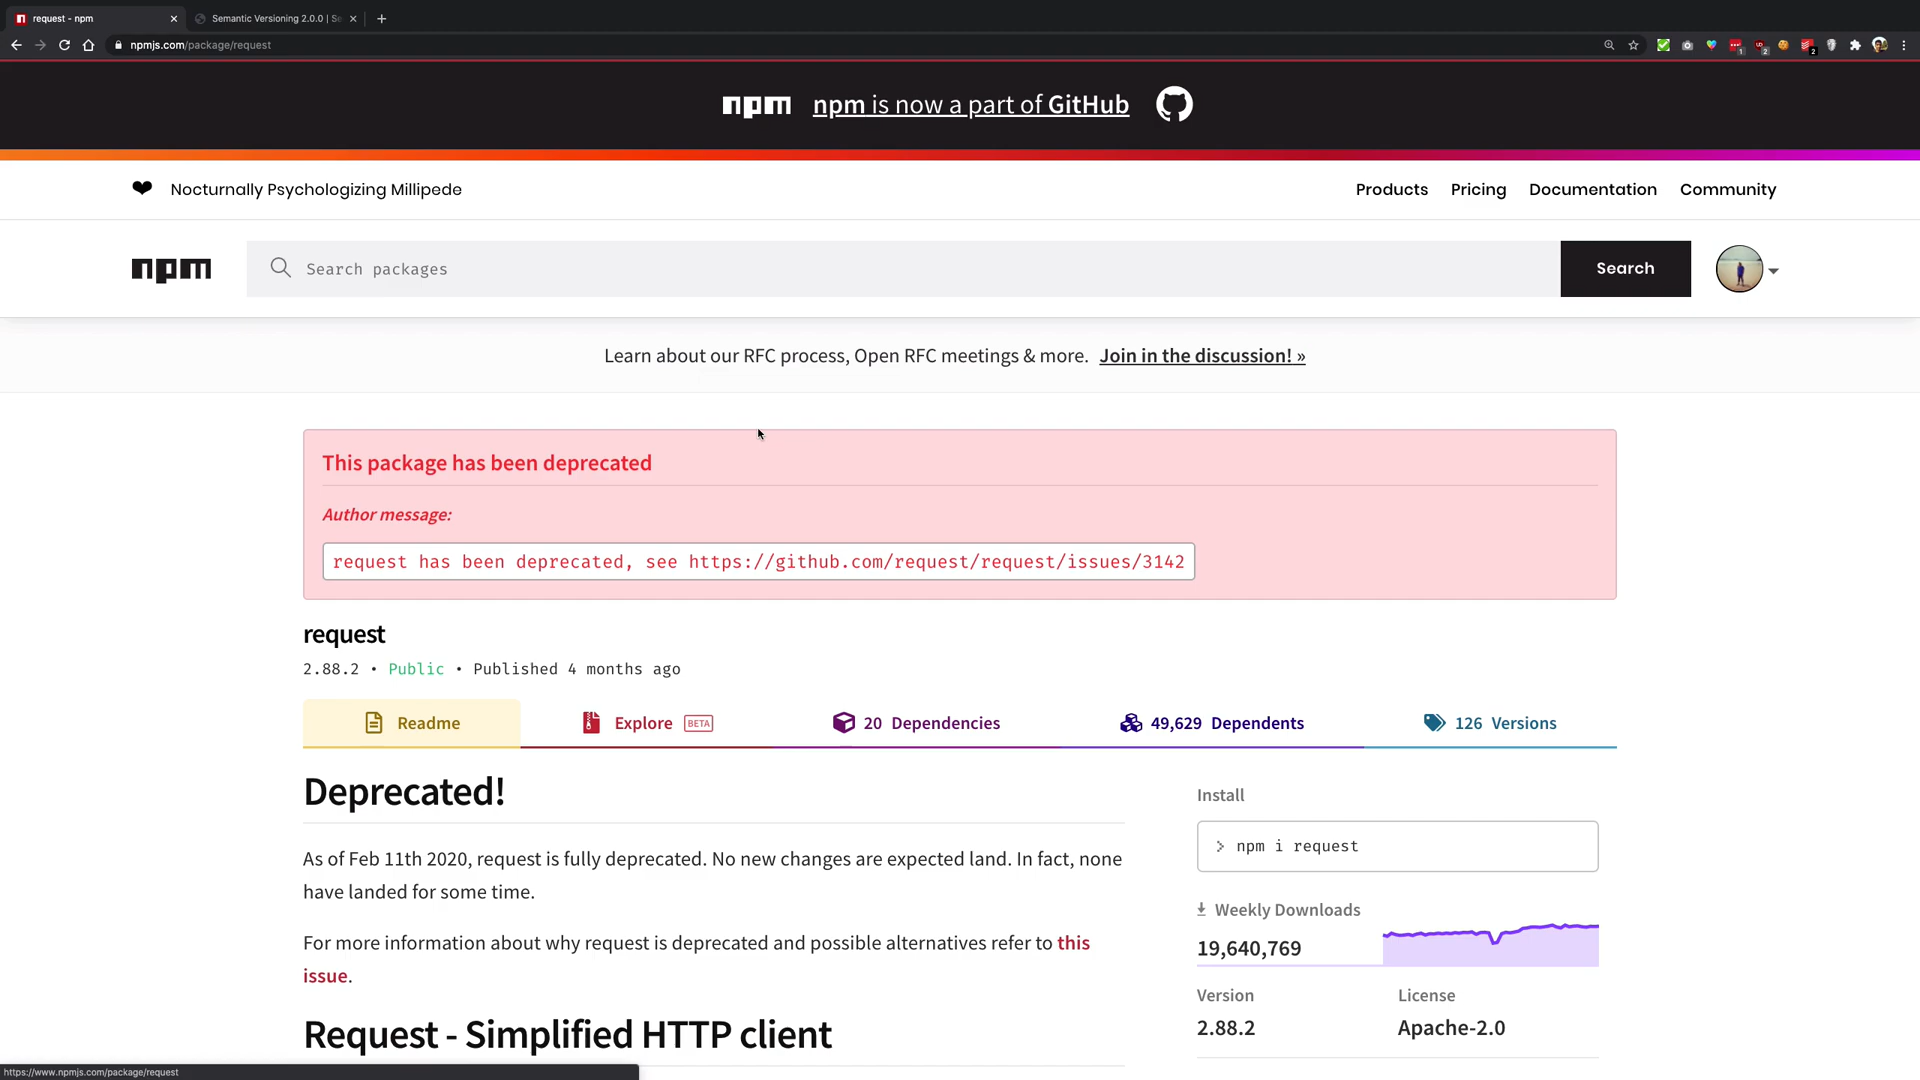 request - npm
Semantic Versioning 2.0.0 | Se
npmjs.com/package/request
npm npm is now a part of GitHub
❤ Nocturnally Psychologizing Millipede
Products Pricing Documentation Community
npm Search packages Search
Learn about our RFC process, Open RFC meetings & more. Join in the discussion! »
This package has been deprecated
Author message:
request has been deprecated, see https://github.com/request/request/issues/3142
request
2.88.2 • Public • Published 4 months ago
Readme Explore BETA 20 Dependencies 49,629 Dependents 126 Versions
Deprecated!
As of Feb 11th 2020, request is fully deprecated. No new changes are expected land. In fact, none
have landed for some time.
For more information about why request is deprecated and possible alternatives refer to this
issue.
Request - Simplified HTTP client
Install
> npm i request
Weekly Downloads
19,640,769
Version License
2.88.2 Apache-2.0
https://www.npmjs.com/package/request